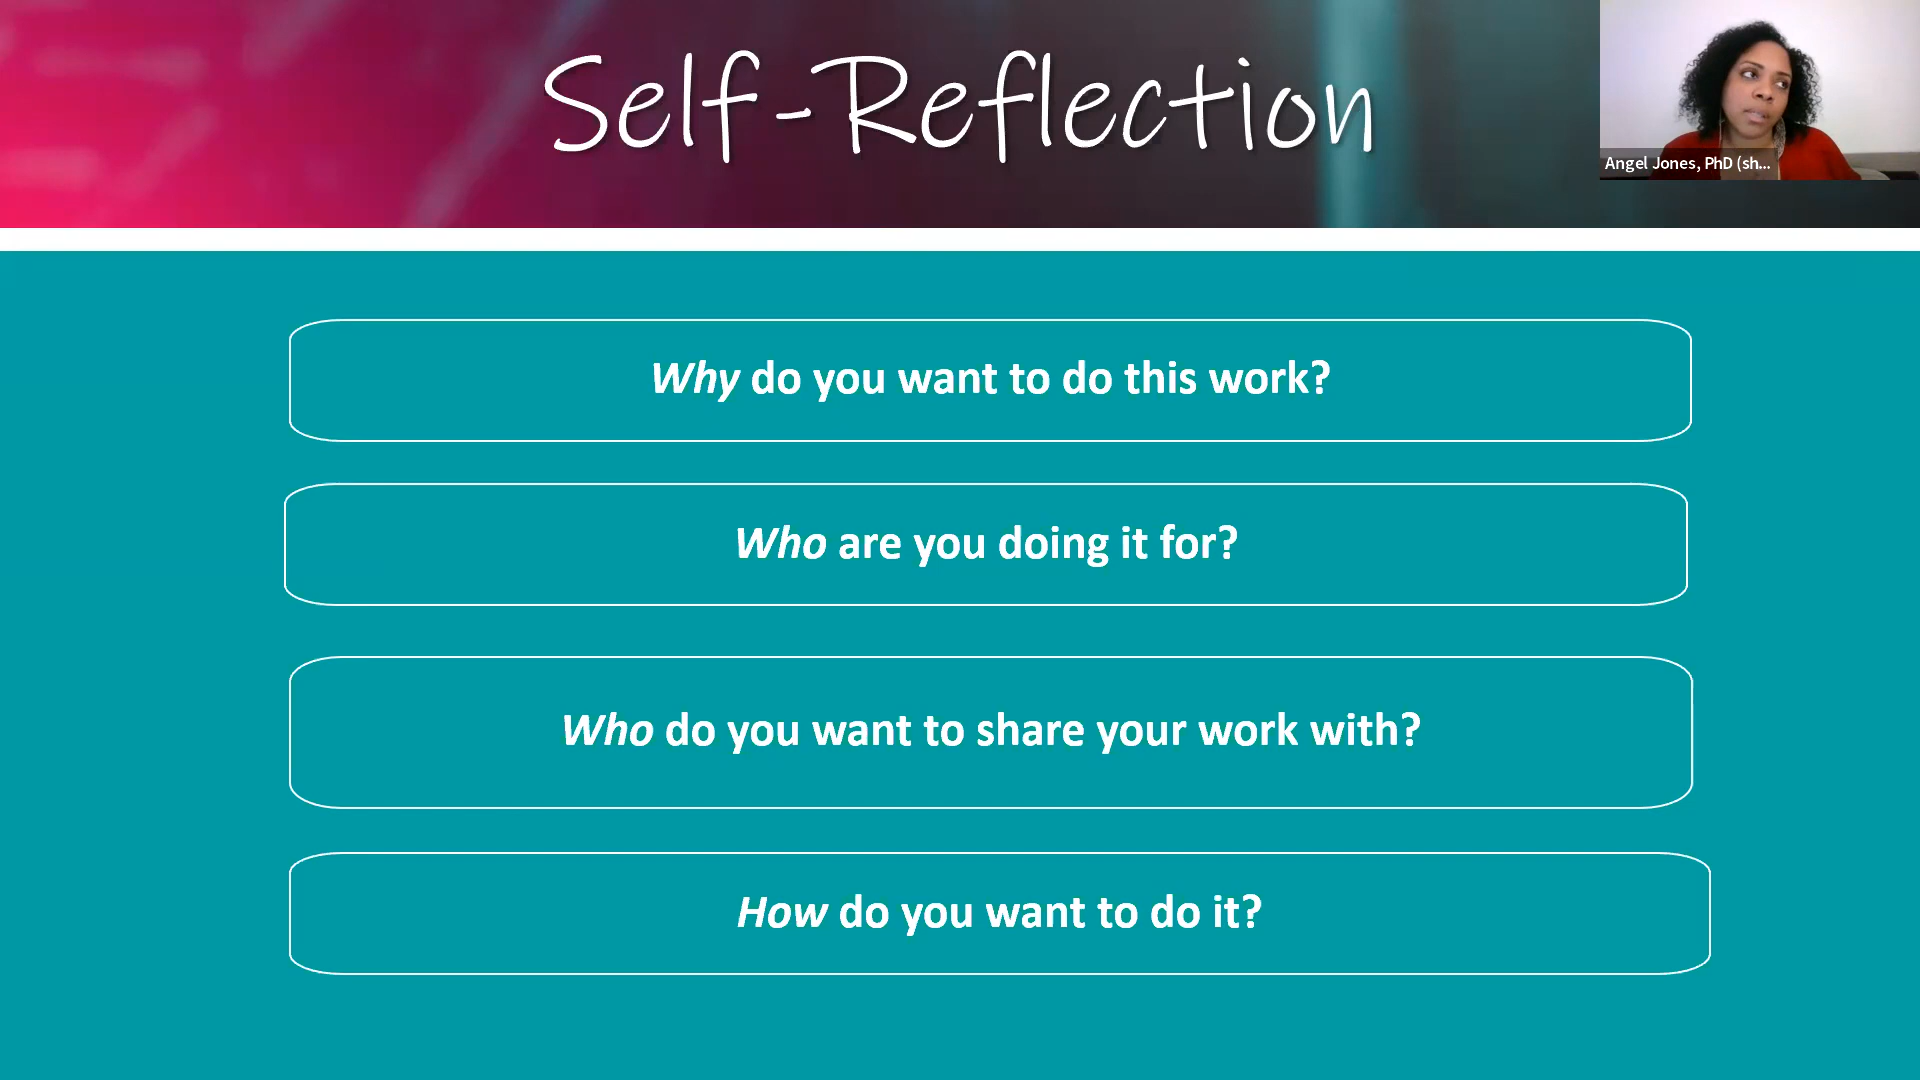 Self-Reflection
Angel Jones, PhD (sh...
Why do you want to do this work?
Who are you doing it for?
Who do you want to share your work with?
How do you want to do it?